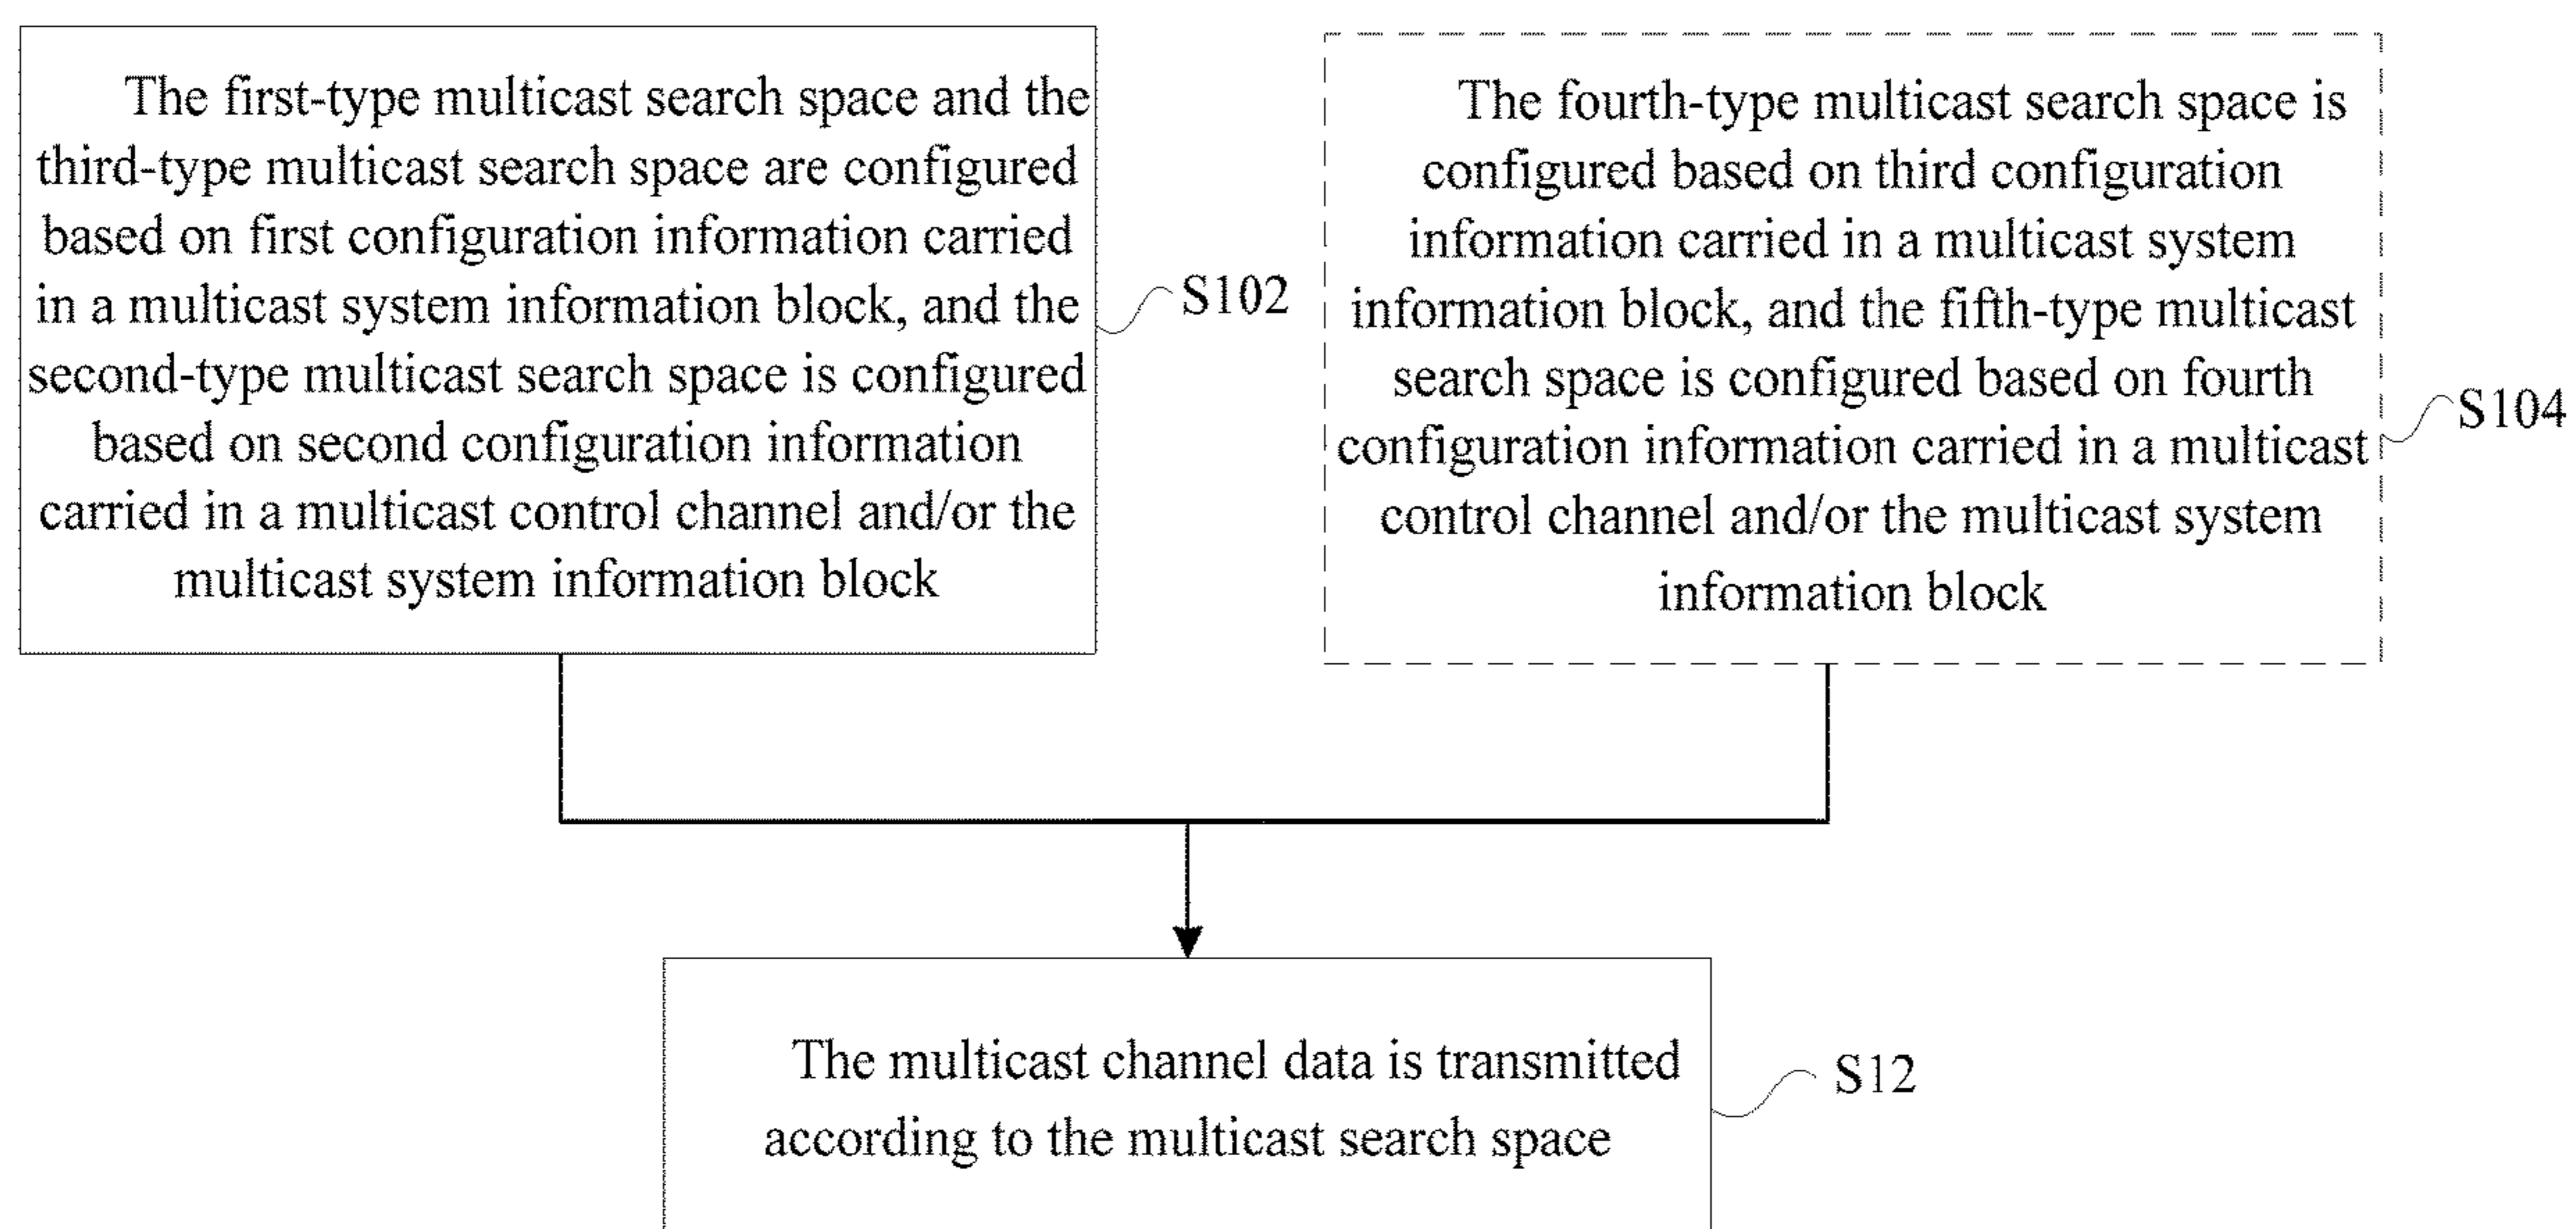 The first-type multicast search space and the
third-type multicast search space are configured
based on first configuration information carried
in a multicast system information block, and the
second-type multicast search space is configured
based on second configuration information
carried in a multicast control channel and/or the
multicast system information block
S102
The fourth-type multicast search space is
configured based on third configuration
information carried in a multicast system
information block, and the fifth-type multicast
search space is configured based on fourth
configuration information carried in a multicast
control channel and/or the multicast system
information block
S104
The multicast channel data is transmitted
according to the multicast search space
S12